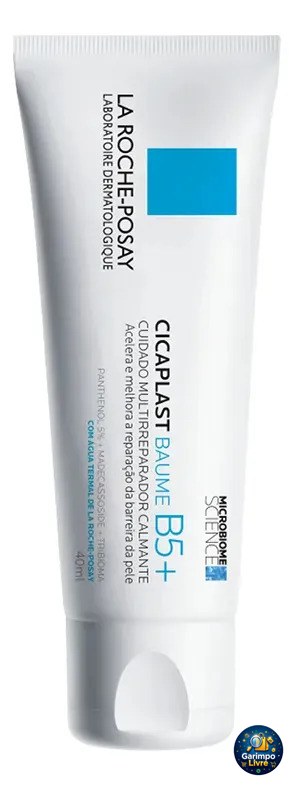 LA ROCHE-POSAY
LABORATOIRE DERMATOLOGIQUE
CICAPLAST BAUME B5+
CUIDADO MULTIRREPARADOR CALMANTE
Acelera e melhora a reparação da barreira da pele
PANTHENOL 5% + MADECASSOSIDE + TRIBIOMA
COM ÁGUA TERMAL DE LA ROCHE-POSAY
40ml
MICROBIOME
SCIENCE
Garimpo
Livre